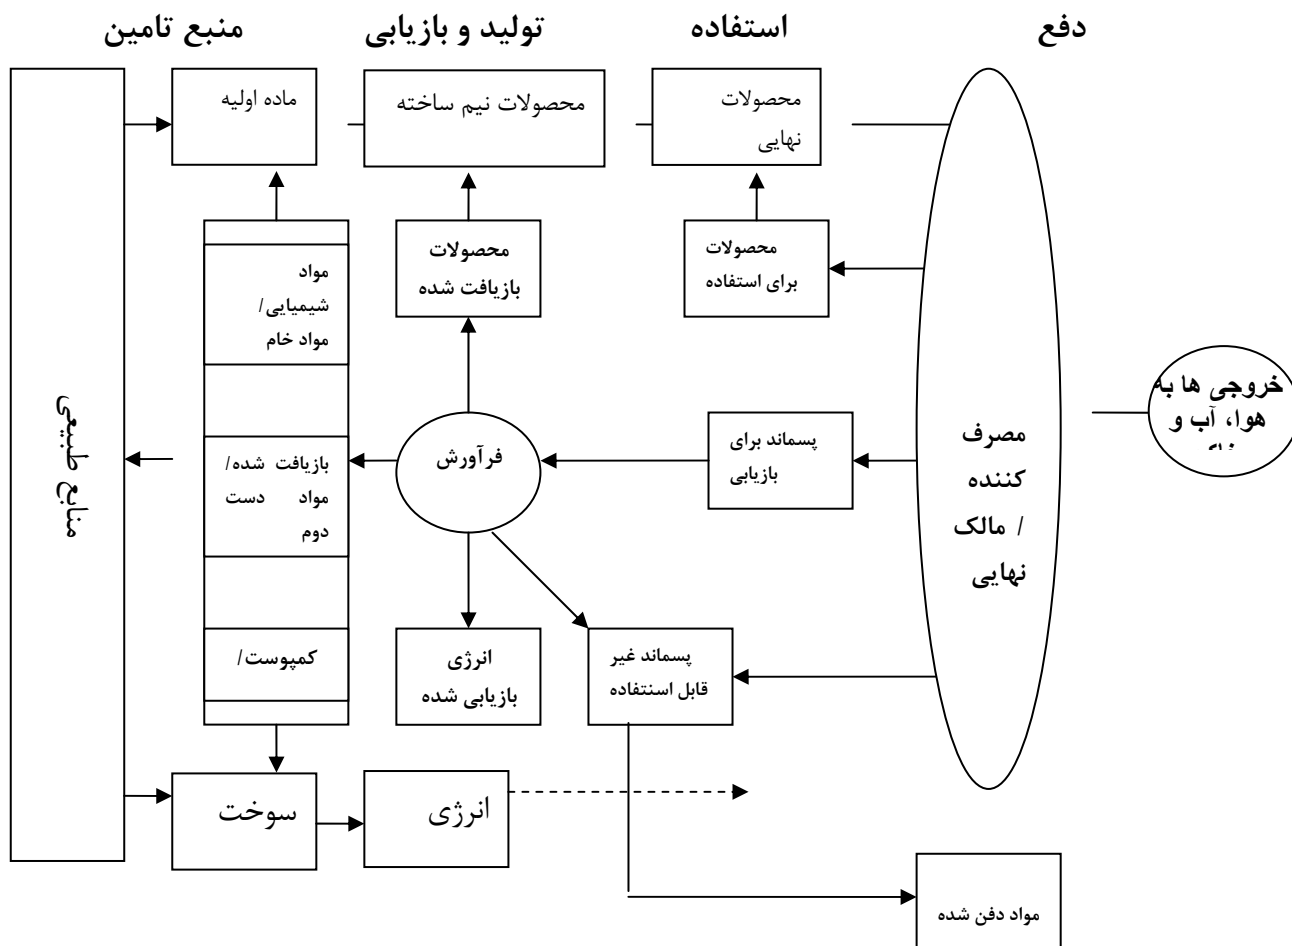 منبع تامین
تولید و بازیابی
استفاده
دفع
ماده اولیه
محصولات نیم ساخته
محصولات
نهایی
محصولات
بازیافت شده
محصولات
برای استفاده
مواد
شیمیایی/
مواد خام
منابع طبیعی
بازیافت شده/
مواد دست
دوم
فرآورش
پسماند برای
بازیابی
مصرف
کننده
/ مالک
نهایی
خروجی ها به
هوا، آب و
کمپوست/
انرژی
بازیابی شده
پسماند غیر
قابل اسنتفاده
سوخت
انرژی
مواد دفن شده